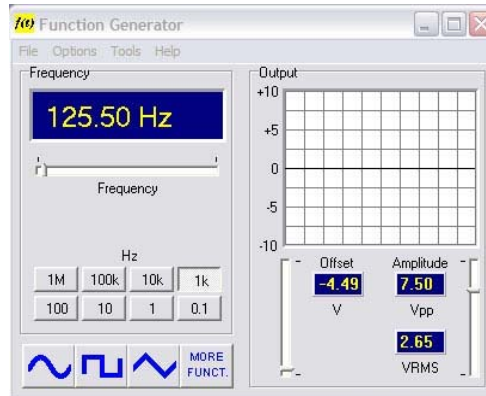 f(t) Function Generator
File Options Tools Help
Frequency
125.50 Hz
Frequency
Hz
1M 100k 10k 1k
100 10 1 0.1
MORE
FUNCT.
Output
+10
+5
0
-5
-10
Offset Amplitude
-4.49 7.50
V Vpp
2.65
VRMS